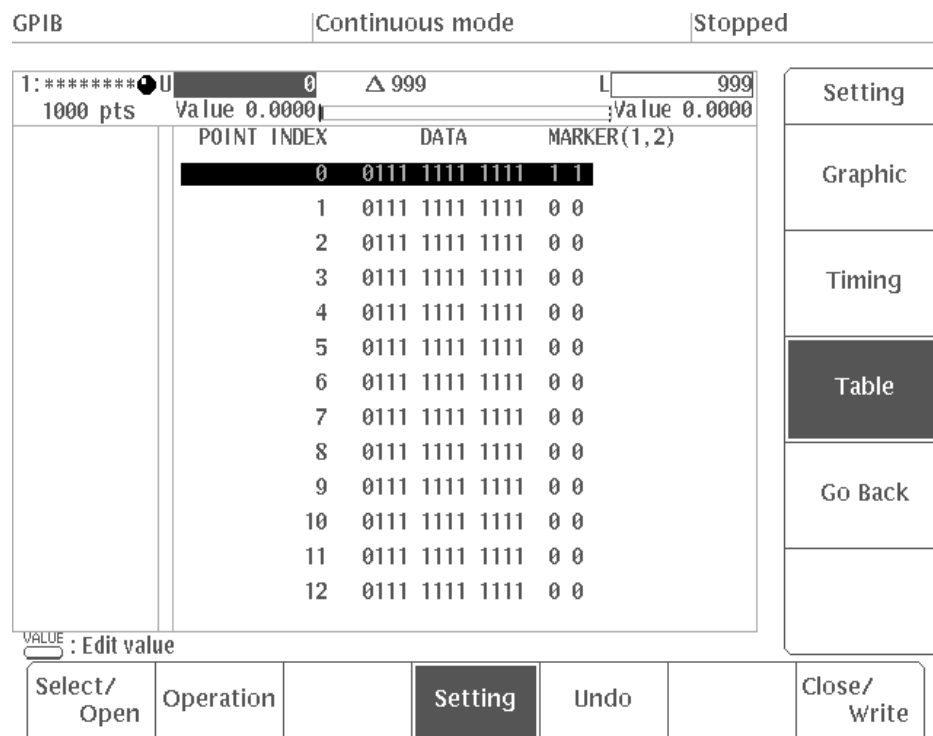 GPIB Continuous mode Stopped
1:******** U 0 Δ 999 L 999
1000 pts Value 0.0000 Value 0.0000
POINT INDEX DATA MARKER(1,2)
0 0111 1111 1111 1 1
1 0111 1111 1111 0 0
2 0111 1111 1111 0 0
3 0111 1111 1111 0 0
4 0111 1111 1111 0 0
5 0111 1111 1111 0 0
6 0111 1111 1111 0 0
7 0111 1111 1111 0 0
8 0111 1111 1111 0 0
9 0111 1111 1111 0 0
10 0111 1111 1111 0 0
11 0111 1111 1111 0 0
12 0111 1111 1111 0 0
Setting
Graphic
Timing
Table
Go Back
VALUE : Edit value
Select/
Open
Operation
Setting
Undo
Close/
Write